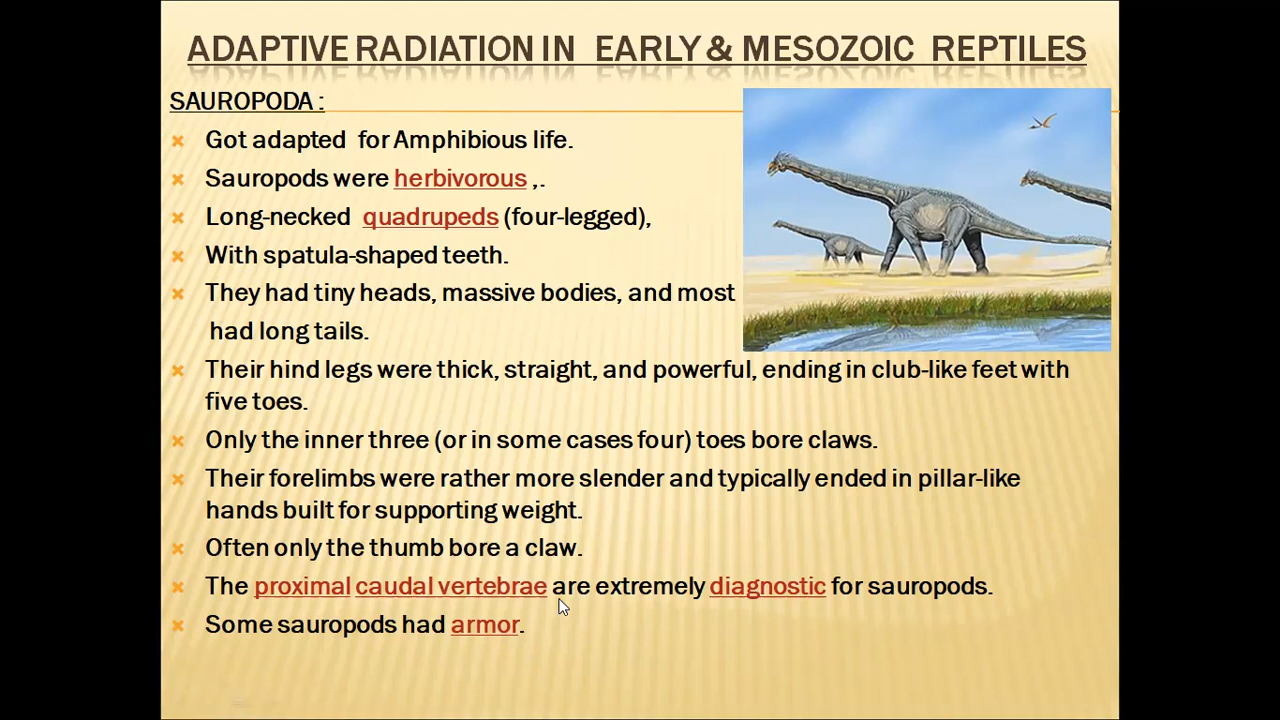 ADAPTIVE RADIATION IN EARLY & MESOZOIC REPTILES
SAUROPODA :
Got adapted for Amphibious life.
Sauropods were herbivorous ,.
Long-necked quadrupeds (four-legged),
With spatula-shaped teeth.
They had tiny heads, massive bodies, and most
had long tails.
Their hind legs were thick, straight, and powerful, ending in club-like feet with
five toes.
Only the inner three (or in some cases four) toes bore claws.
Their forelimbs were rather more slender and typically ended in pillar-like
hands built for supporting weight.
Often only the thumb bore a claw.
The proximal caudal vertebrae are extremely diagnostic for sauropods.
Some sauropods had armor.